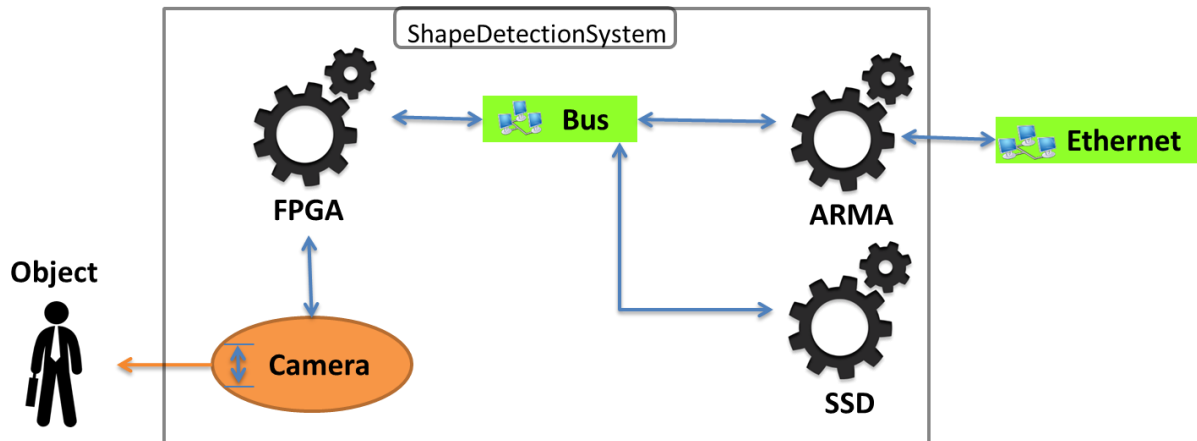 ShapeDetectionSystem
Bus
Ethernet
FPGA
ARMA
Object
Camera
SSD